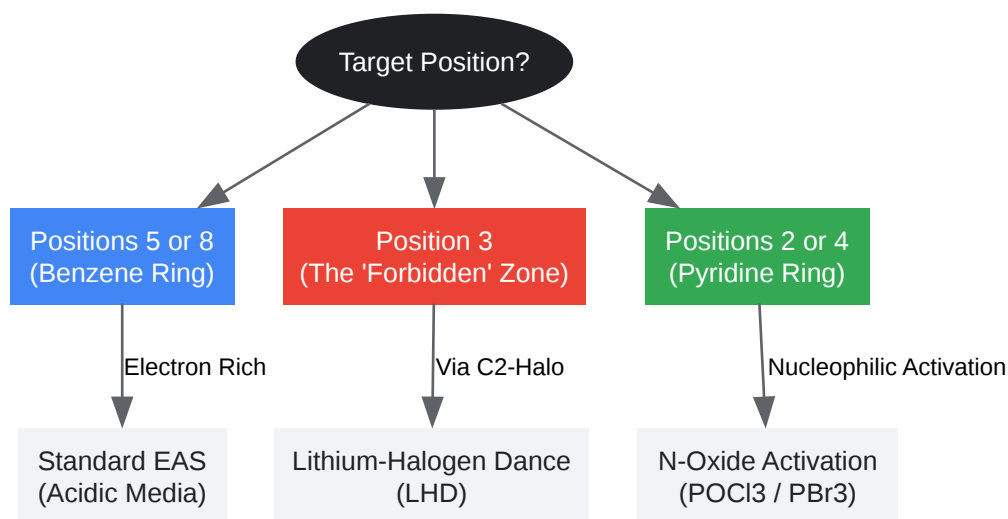 Target Position?
Positions 5 or 8
(Benzene Ring)
Position 3
(The 'Forbidden' Zone)
Positions 2 or 4
(Pyridine Ring)
Electron Rich
Via C2-Halo
Nucleophilic Activation
Standard EAS
(Acidic Media)
Lithium-Halogen Dance
(LHD)
N-Oxide Activation
(POCl3 / PBr3)